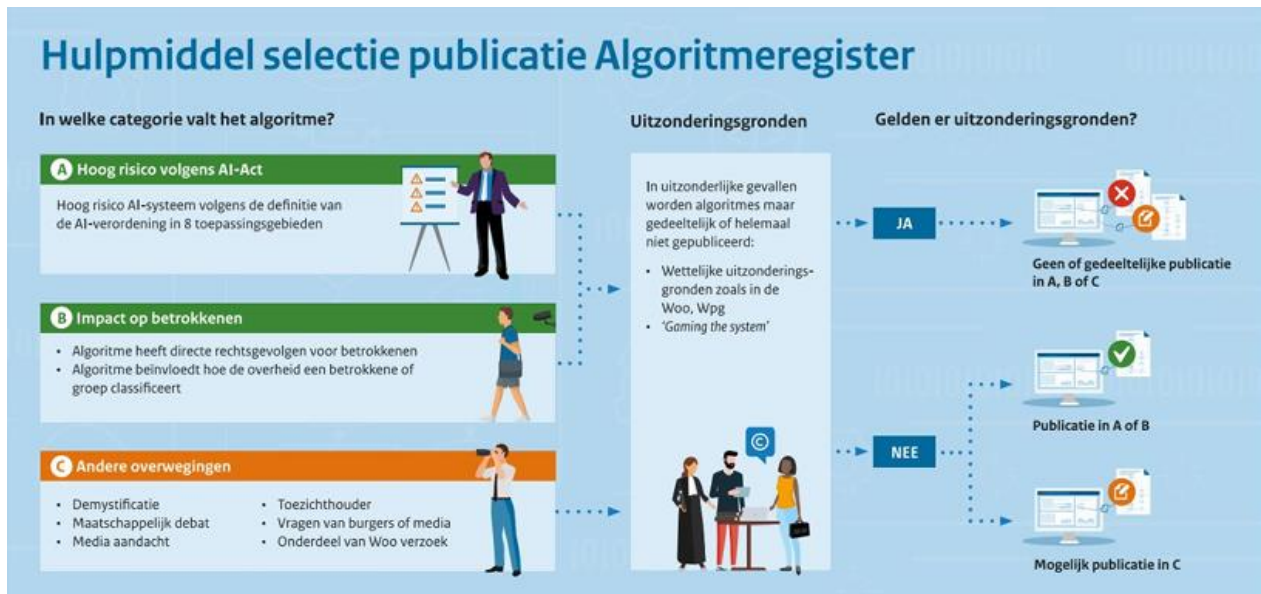 Hulpmiddel selectie publicatie Algoritmeregister
In welke categorie valt het algoritme?
A Hoog risico volgens AI-Act
Hoog risico AI-systeem volgens de definitie van
de AI-verordening in 8 toepassingsgebieden
B Impact op betrokkenen
• Algoritme heeft directe rechtsgevolgen voor betrokkenen
• Algoritme beïnvloedt hoe de overheid een betrokkene of
groep classificeert
C Andere overwegingen
• Demystificatie
• Maatschappelijk debat
• Media aandacht
• Toezichthouder
• Vragen van burgers of media
• Onderdeel van Woo verzoek
Uitzonderingsgronden
In uitzonderlijke gevallen
worden algoritmes maar
gedeeltelijk of helemaal
niet gepubliceerd:
• Wettelijke uitzonderings-
gronden zoals in de
Woo, Wpg
• ‘Gaming the system’
©
Gelden er uitzonderingsgronden?
JA
Geen of gedeeltelijke publicatie
in A, B of C
NEE
Publicatie in A of B
Mogelijk publicatie in C